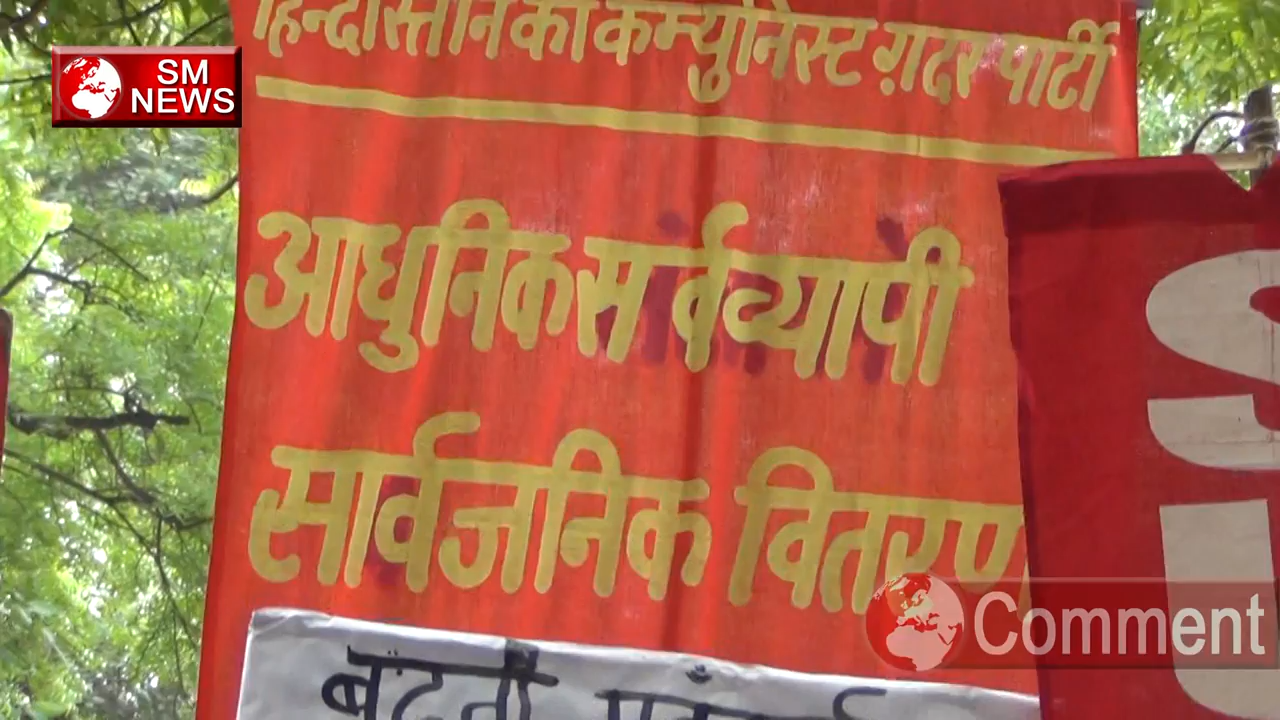 हिन्दोस्तान की कम्युनिस्ट ग़दर पार्टी
SM
NEWS
आधुनिक सर्वव्यापी
सार्वजनिक वितरण
Comment